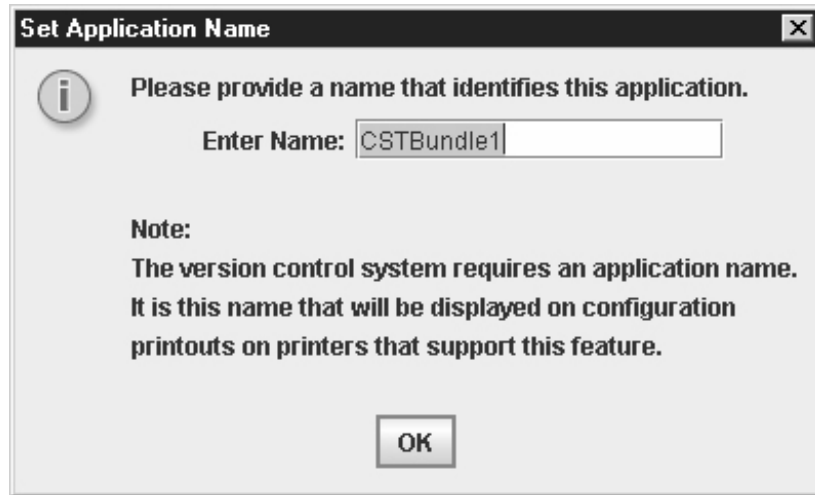 Set Application Name
Please provide a name that identifies this application.
Enter Name: CSTBundle1
Note:
The version control system requires an application name.
It is this name that will be displayed on configuration
printouts on printers that support this feature.
OK